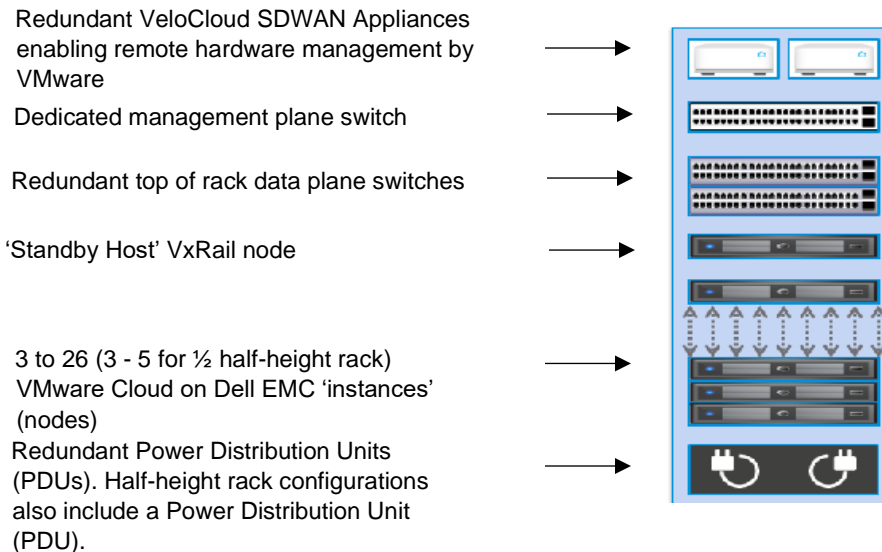 Redundant VeloCloud SDWAN Appliances
enabling remote hardware management by
VMware
Dedicated management plane switch
Redundant top of rack data plane switches
‘Standby Host’ VxRail node
3 to 26 (3 - 5 for ½ half-height rack)
VMware Cloud on Dell EMC ‘instances’
(nodes)
Redundant Power Distribution Units
(PDUs). Half-height rack configurations
also include a Power Distribution Unit
(PDU).